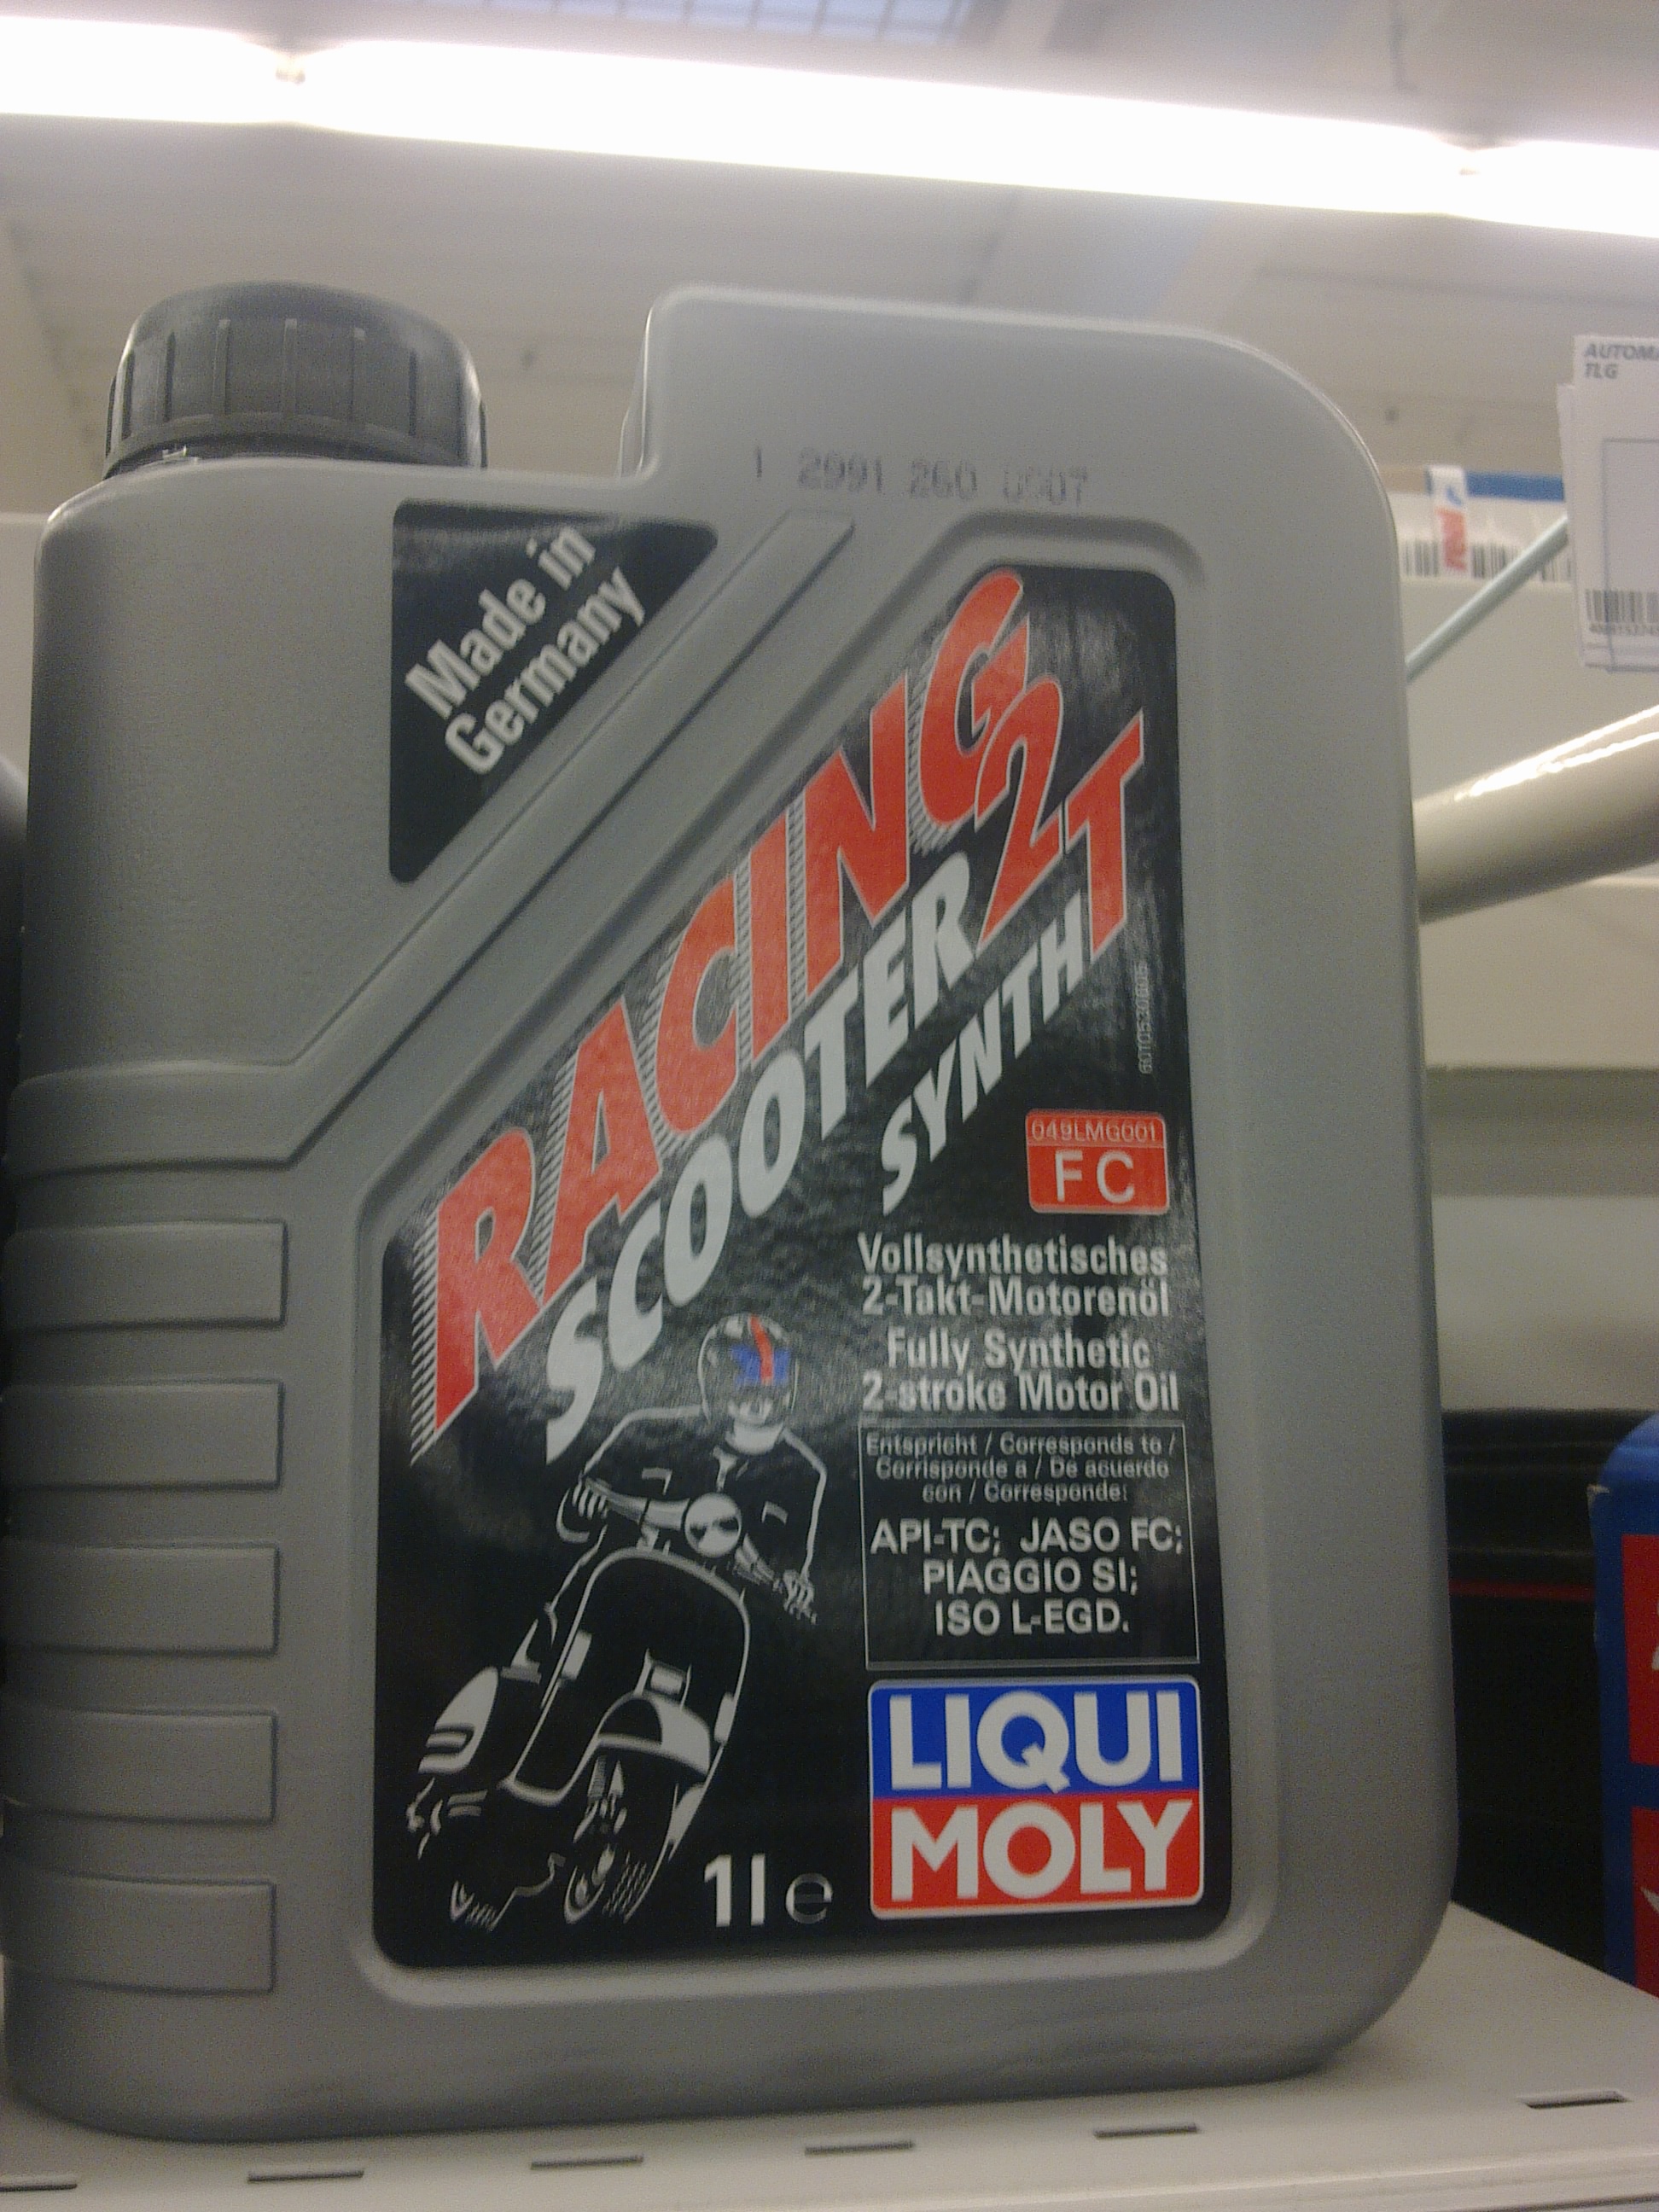 1 2991 260 0907
Made in
Germany
RACING
2T
SCOOTER
SYNTH
049LMG001
FC
Vollsynthetisches
2-Takt-Motorenöl
Fully Synthetic
2-stroke Motor Oil
Entspricht / Corresponds to /
Corrisponde a / De acuerdo
con / Corresponde:
API-TC; JASO FC;
PIAGGIO SI;
ISO L-EGD.
LIQUI
MOLY
1l e
TLG